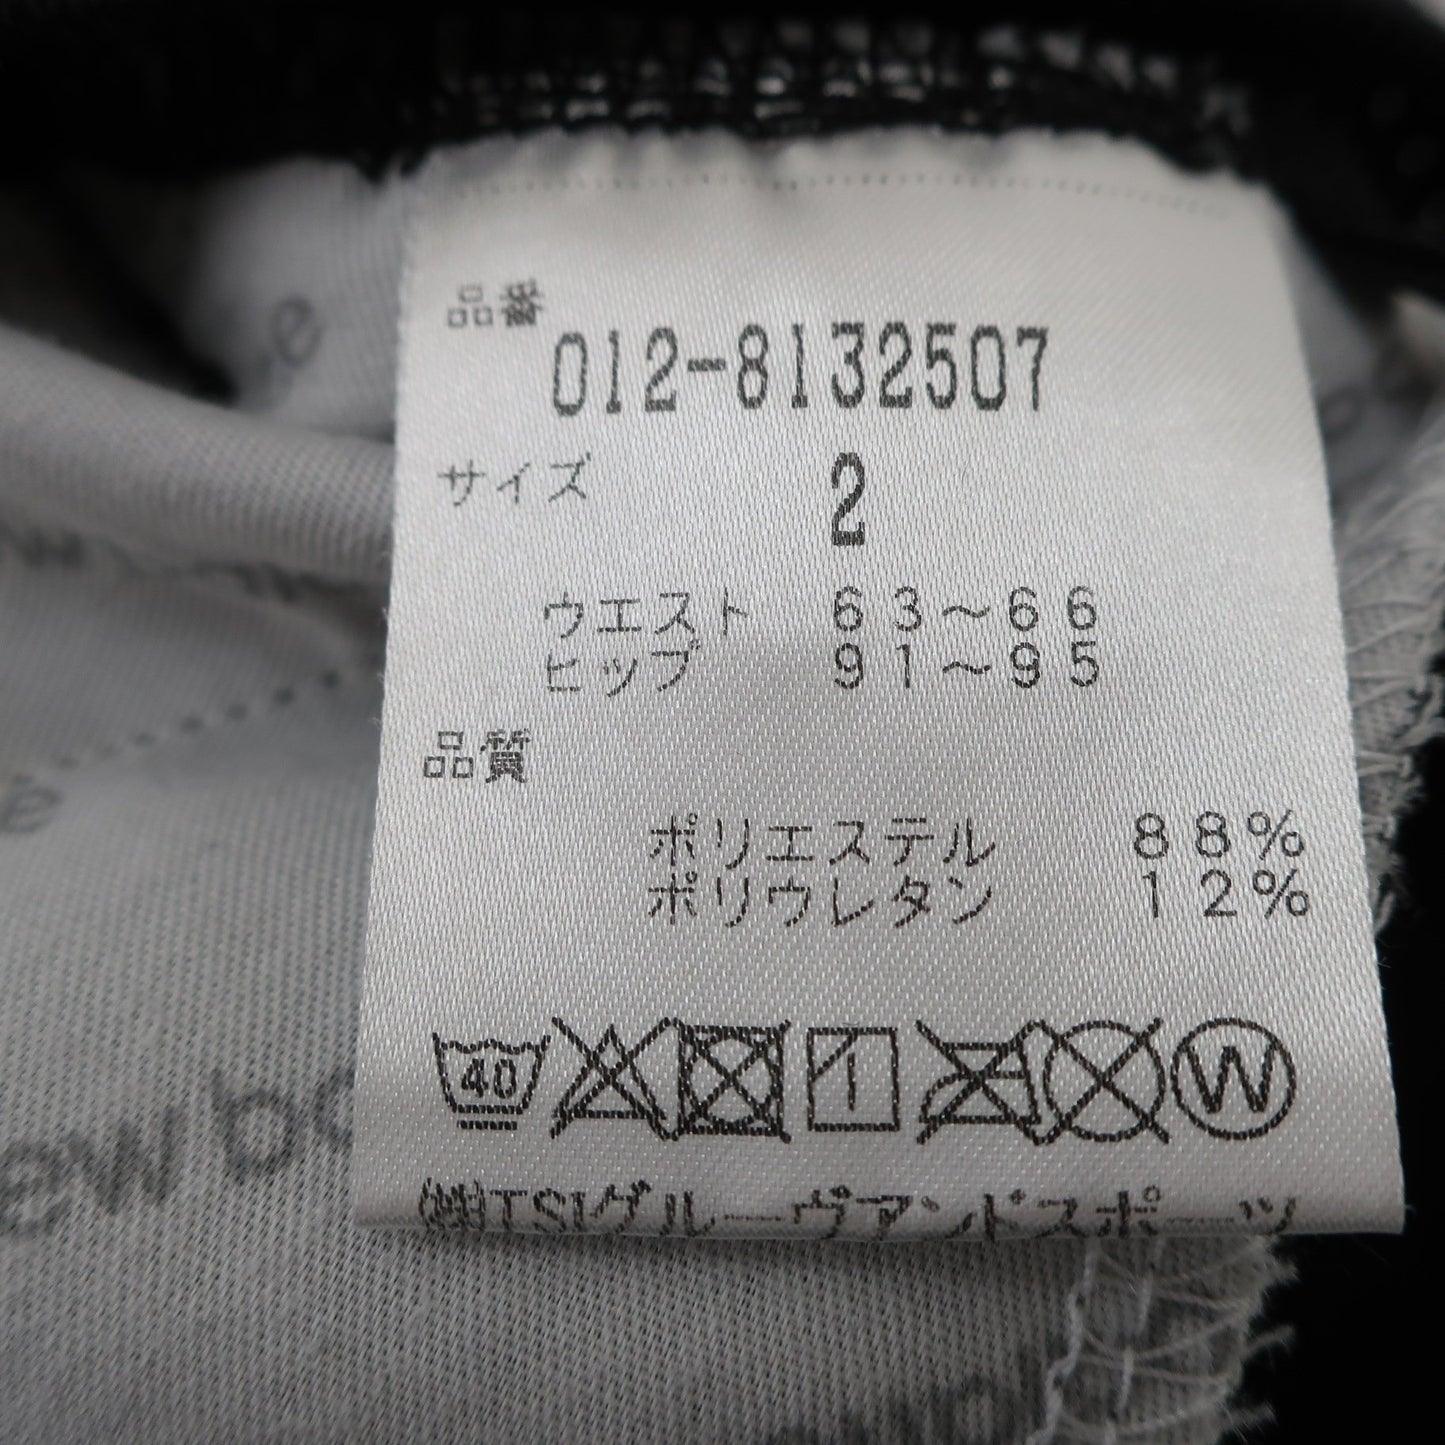 品番
012-8132507
サイズ 2
ウエスト 63～66
ヒップ 91～95
品質
ポリエステル 88%
ポリウレタン 12%
40 W
㈱TSIグルーヴアンドスポーツ
ew b